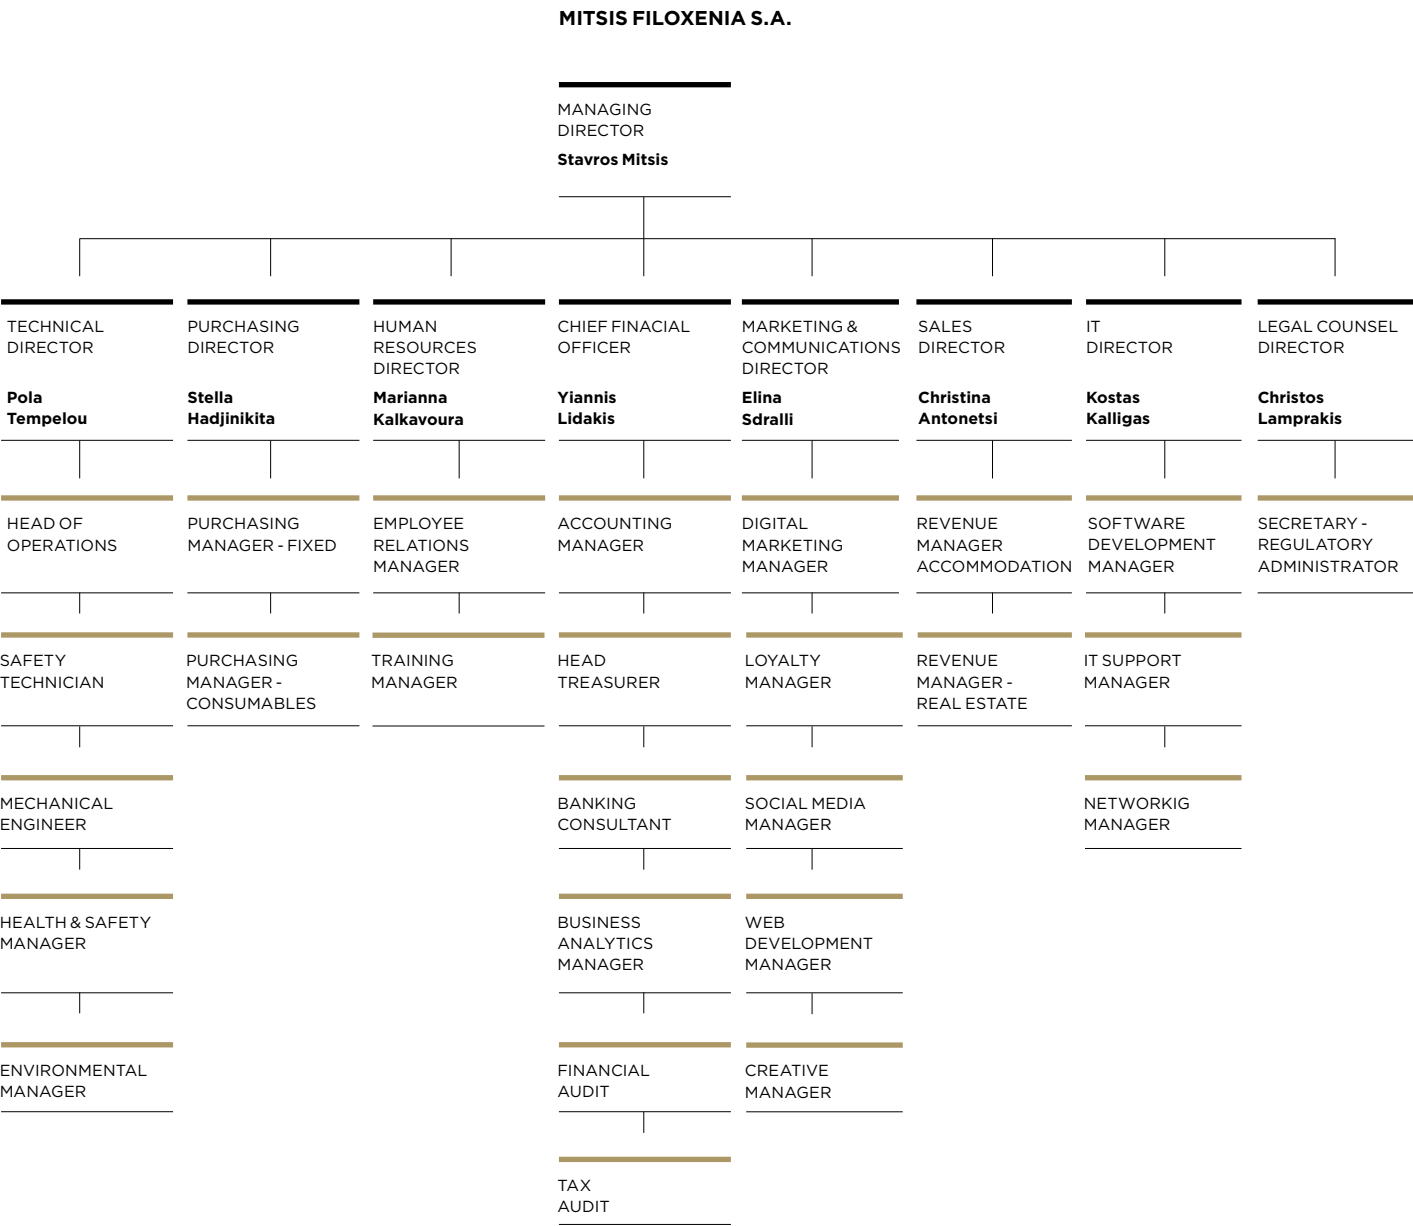 MITSIS FILOXENIA S.A.
MANAGING
DIRECTOR
Stavros Mitsis
TECHNICAL
DIRECTOR
Pola
Tempelou
PURCHASING
DIRECTOR
Stella
Hadjinikita
HUMAN
RESOURCES
DIRECTOR
Marianna
Kalkavoura
CHIEF FINACIAL
OFFICER
Yiannis
Lidakis
MARKETING &
COMMUNICATIONS
DIRECTOR
Elina
Sdralli
SALES
DIRECTOR
Christina
Antonetsi
IT
DIRECTOR
Kostas
Kalligas
LEGAL COUNSEL
DIRECTOR
Christos
Lamprakis
HEAD OF
OPERATIONS
PURCHASING
MANAGER - FIXED
EMPLOYEE
RELATIONS
MANAGER
ACCOUNTING
MANAGER
DIGITAL
MARKETING
MANAGER
REVENUE
MANAGER
ACCOMMODATION
SOFTWARE
DEVELOPMENT
MANAGER
SECRETARY -
REGULATORY
ADMINISTRATOR
SAFETY
TECHNICIAN
PURCHASING
MANAGER -
CONSUMABLES
TRAINING
MANAGER
HEAD
TREASURER
LOYALTY
MANAGER
REVENUE
MANAGER -
REAL ESTATE
IT SUPPORT
MANAGER
MECHANICAL
ENGINEER
BANKING
CONSULTANT
SOCIAL MEDIA
MANAGER
NETWORKIG
MANAGER
HEALTH & SAFETY
MANAGER
BUSINESS
ANALYTICS
MANAGER
WEB
DEVELOPMENT
MANAGER
ENVIRONMENTAL
MANAGER
FINANCIAL
AUDIT
CREATIVE
MANAGER
TAX
AUDIT